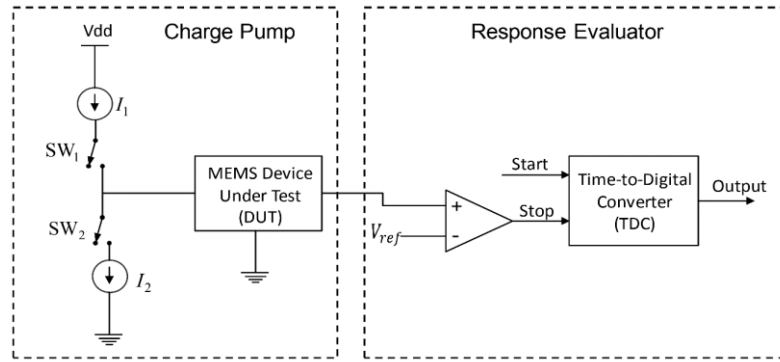 Charge Pump
Response Evaluator
Vdd
I₁
SW₁
MEMS Device
Under Test
(DUT)
SW₂
I₂
V_ref
+
-
Start
Stop
Time-to-Digital
Converter
(TDC)
Output